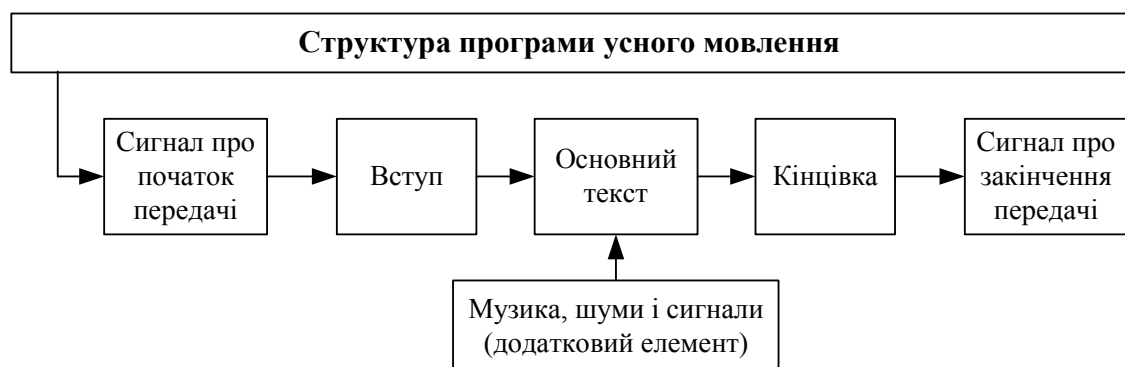 Структура програми усного мовлення
Сигнал про
початок
передачі
Вступ
Основний
текст
Кінцівка
Сигнал про
закінчення
передачі
Музика, шуми і сигнали
(додатковий елемент)